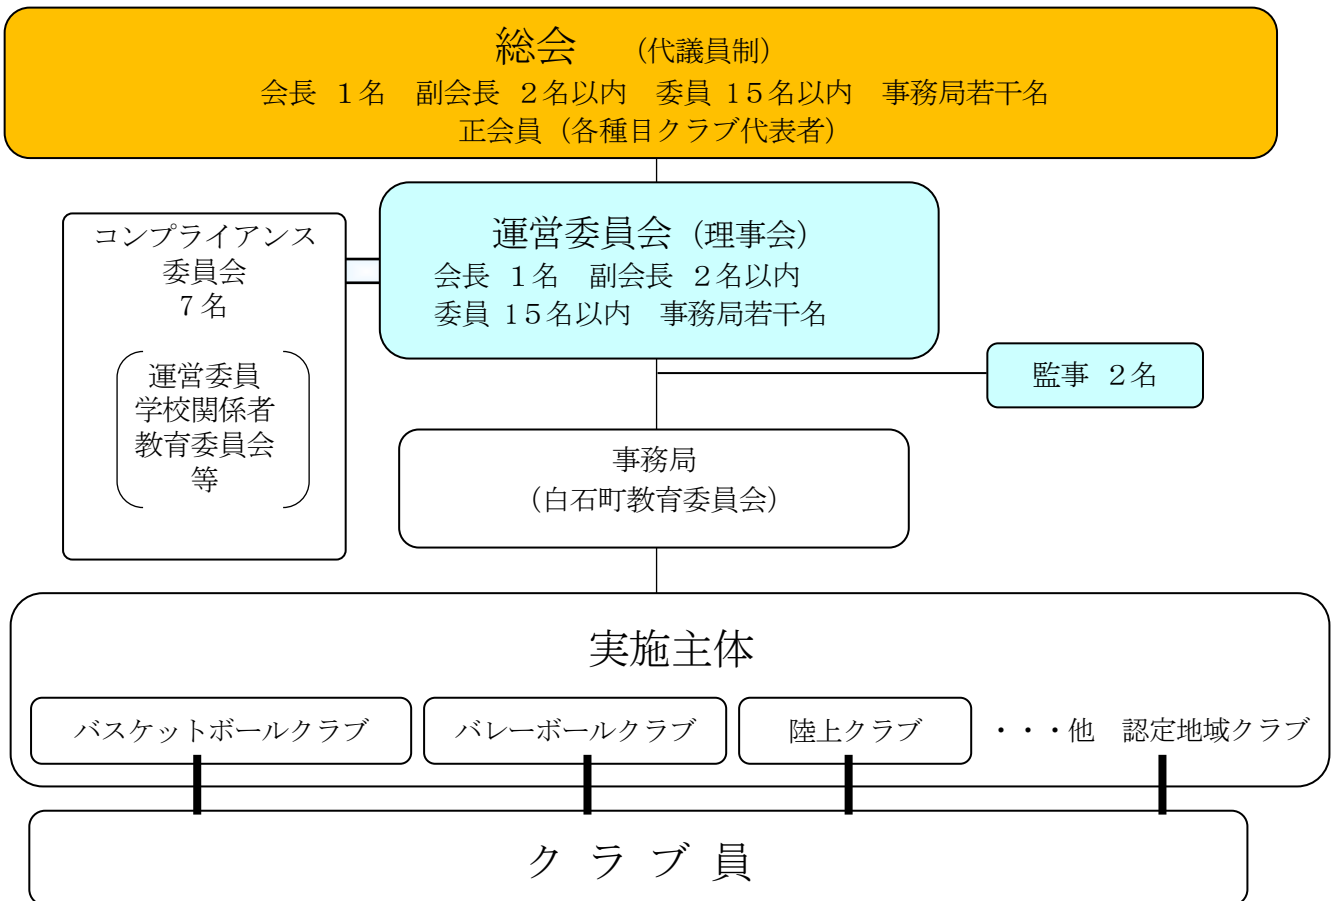 総会 （代議員制）
会長 １名 副会長 ２名以内 委員 15名以内 事務局若干名
正会員（各種目クラブ代表者）
運営委員会（理事会）
会長 １名 副会長 ２名以内
委員 15名以内 事務局若干名
コンプライアンス
委員会
７名
運営委員
学校関係者
教育委員会
等
監事 ２名
事務局
（白石町教育委員会）
実施主体
バスケットボールクラブ バレーボールクラブ 陸上クラブ ・・・他 認定地域クラブ
ク ラ ブ 員